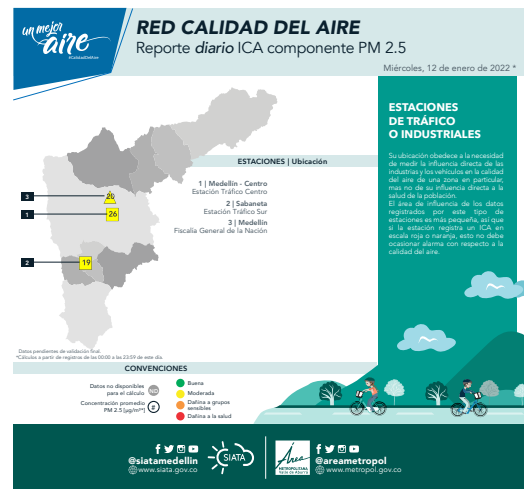 un mejor
aire
#CalidadDelAire
RED CALIDAD DEL AIRE
Reporte diario ICA componente PM 2.5
Miércoles, 12 de enero de 2022 *
ESTACIONES
DE TRÁFICO
O INDUSTRIALES
Su ubicación obedece a la necesidad
de medir la influencia directa de las
industrias y los vehículos en la calidad
del aire de una zona en particular,
mas no de su influencia directa a la
salud de la población.
El área de influencia de los datos
registrados por este tipo de
estaciones es más pequeña, así que
si la estación registra un ICA en
escala roja o naranja, esto no debe
ocasionar alarma con respecto a la
calidad del aire.
ESTACIONES | Ubicación
1 | Medellín - Centro
Estación Tráfico Centro
2 | Sabaneta
Estación Tráfico Sur
3 | Medellín
Fiscalía General de la Nación
3
20
1
26
2
19
Datos pendientes de validación final.
*Cálculos a partir de registros de las 00:00 a las 23:59 de este día.
CONVENCIONES
Datos no disponibles
para el cálculo
ND
Concentración promedio
PM 2.5 [µg/m³*]
#
Buena
Moderada
Dañina a grupos
sensibles
Dañina a la salud
@siatamedellin
www.siata.gov.co
SIATA
Área
METROPOLITANA
Valle de Aburrá
@areametropol
www.metropol.gov.co